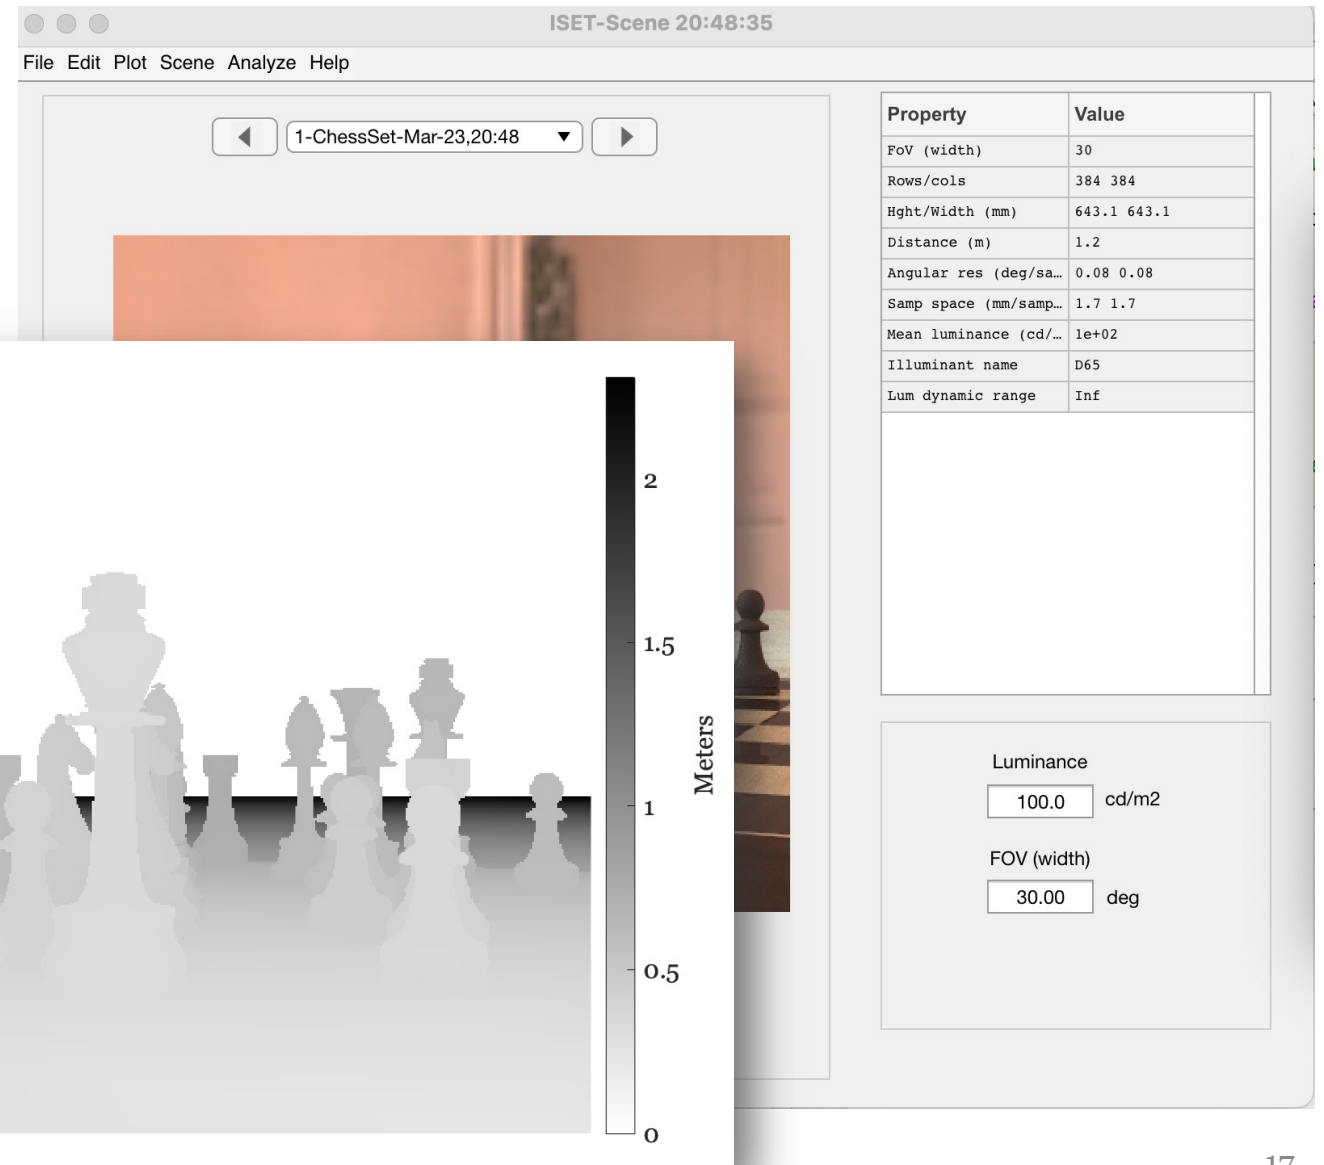 ISET-Scene 20:48:35
File Edit Plot Scene Analyze Help
1-ChessSet-Mar-23,20:48
Property Value
FoV (width) 30
Rows/cols 384 384
Hght/Width (mm) 643.1 643.1
Distance (m) 1.2
Angular res (deg/sa… 0.08 0.08
Samp space (mm/samp… 1.7 1.7
Mean luminance (cd/… 1e+02
Illuminant name D65
Lum dynamic range Inf
2
1.5
1
0.5
0
Meters
Luminance
100.0 cd/m2
FOV (width)
30.00 deg
17